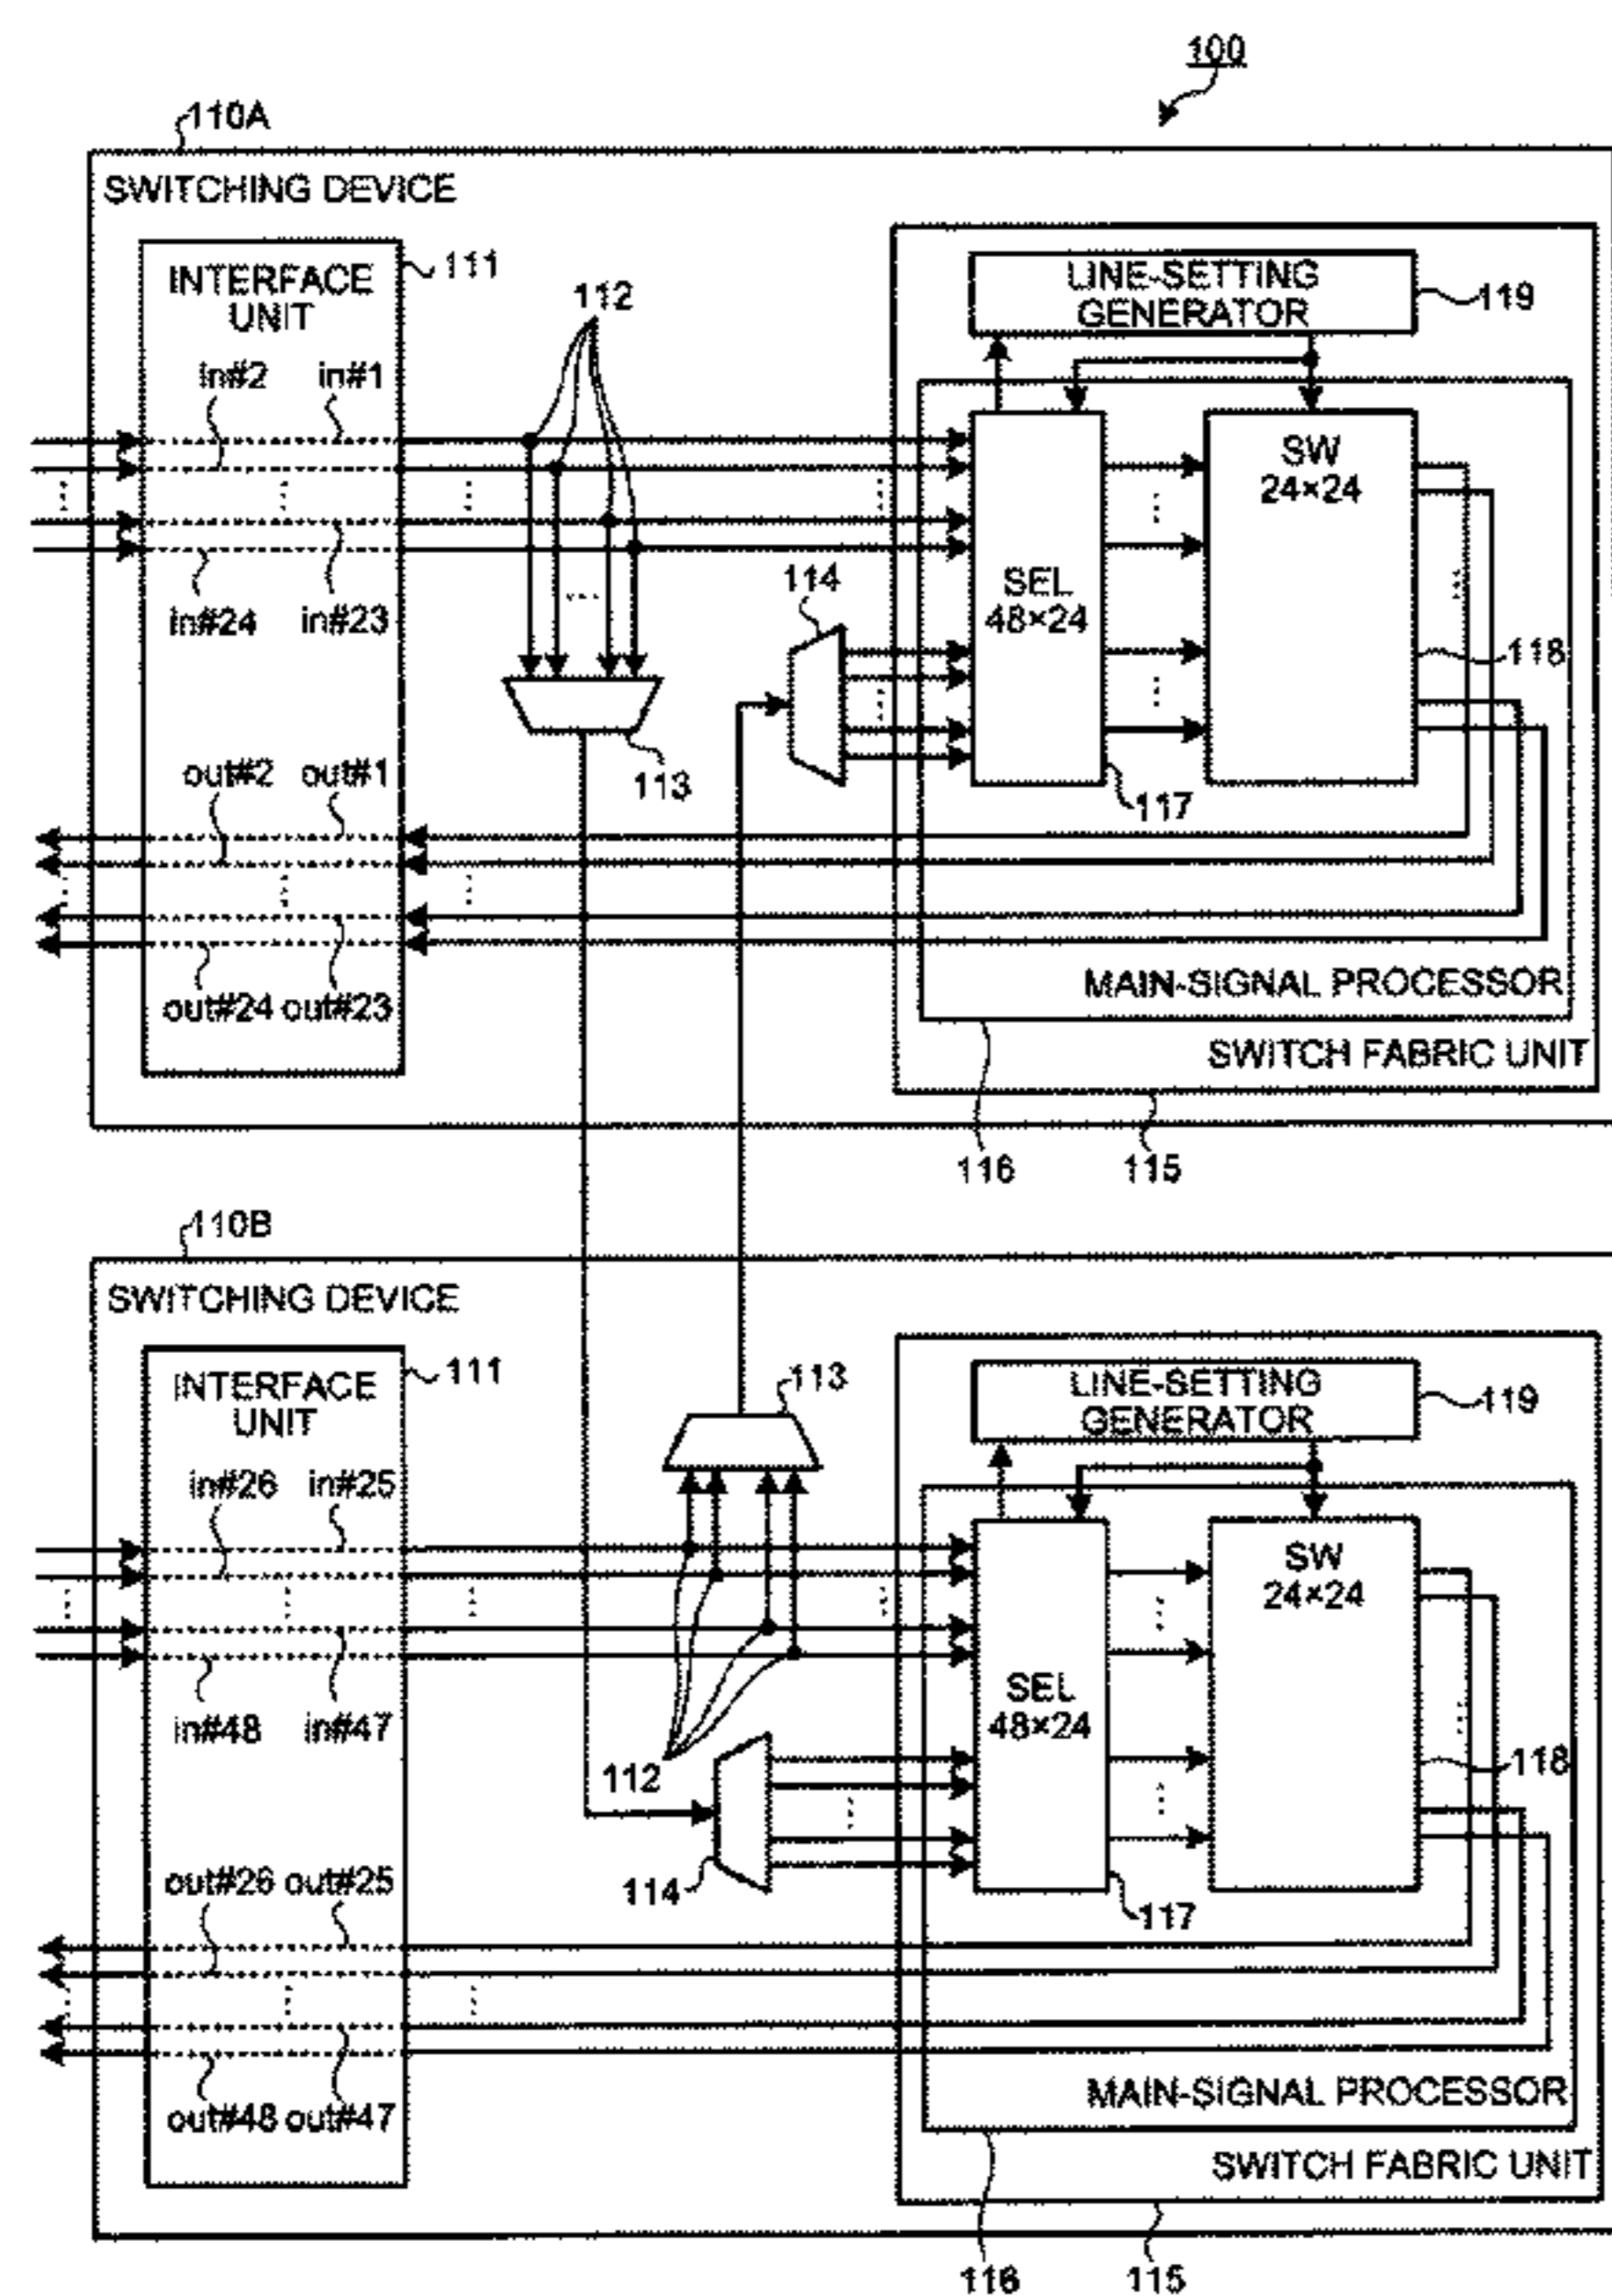 100
110A
SWITCHING DEVICE
INTERFACE
UNIT
111
112
LINE-SETTING
GENERATOR
119
in#2
in#1
SW
24×24
SEL
48×24
114
in#24
in#23
118
113
117
out#2
out#1
out#24
out#23
MAIN-SIGNAL PROCESSOR
SWITCH FABRIC UNIT
116
115
110B
SWITCHING DEVICE
INTERFACE
UNIT
111
113
LINE-SETTING
GENERATOR
119
in#26
in#25
SW
24×24
SEL
48×24
in#48
in#47
112
118
114
117
out#26
out#25
out#48
out#47
MAIN-SIGNAL PROCESSOR
SWITCH FABRIC UNIT
116
115